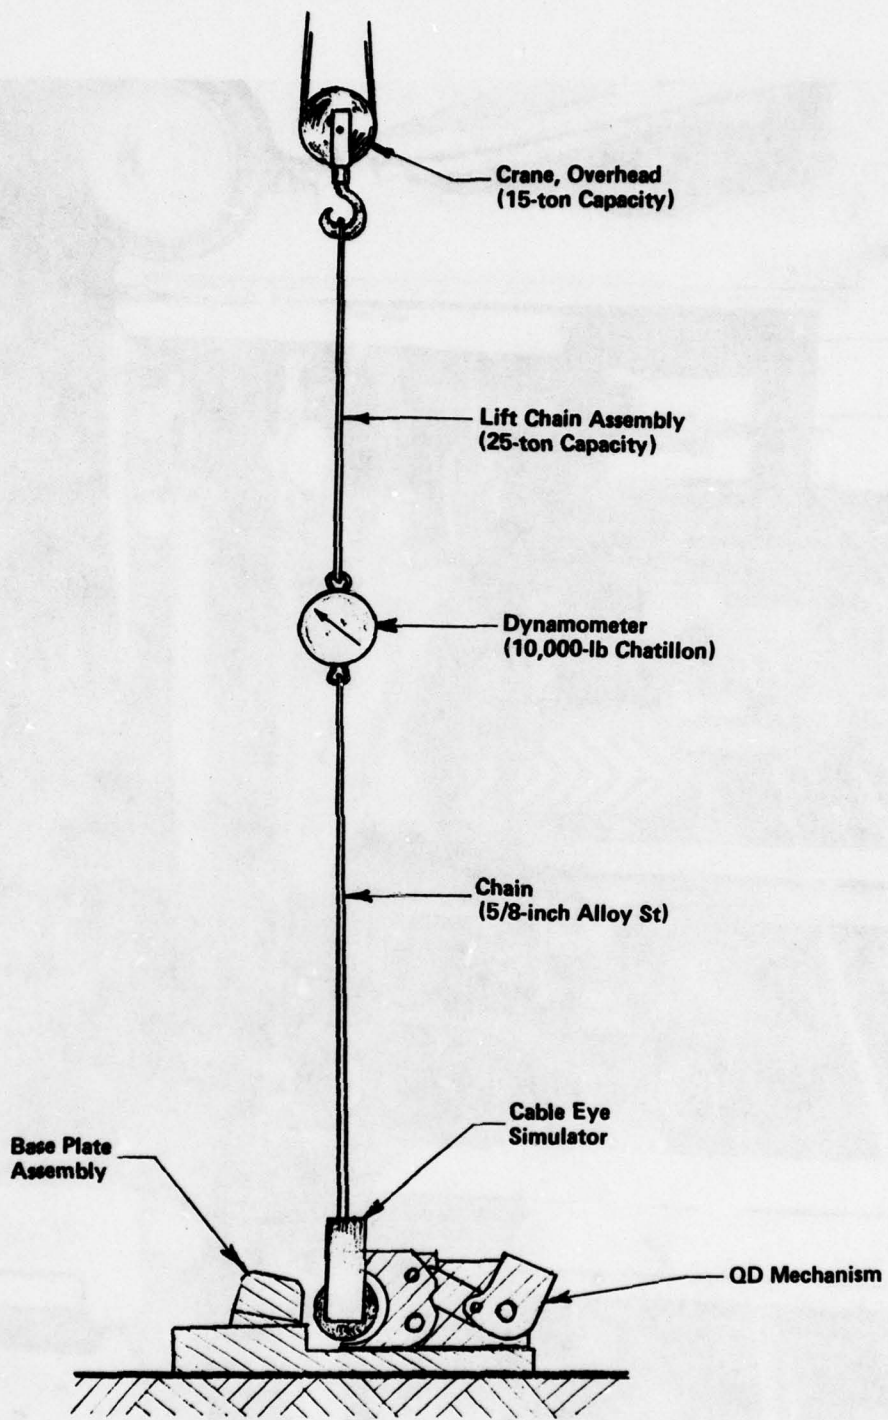 Crane, Overhead
(15-ton Capacity)
Lift Chain Assembly
(25-ton Capacity)
Dynamometer
(10,000-lb Chatillon)
Chain
(5/8-inch Alloy St)
Cable Eye
Simulator
Base Plate
Assembly
QD Mechanism